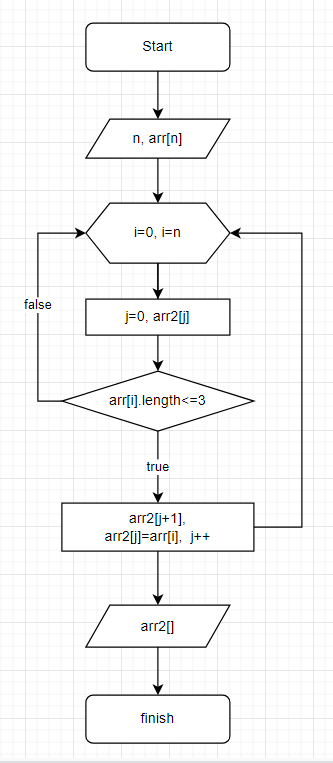 Start
n, arr[n]
i=0, i=n
j=0, arr2[j]
false
arr[i].length<=3
true
arr2[j+1],
arr2[j]=arr[i], j++
arr2[]
finish